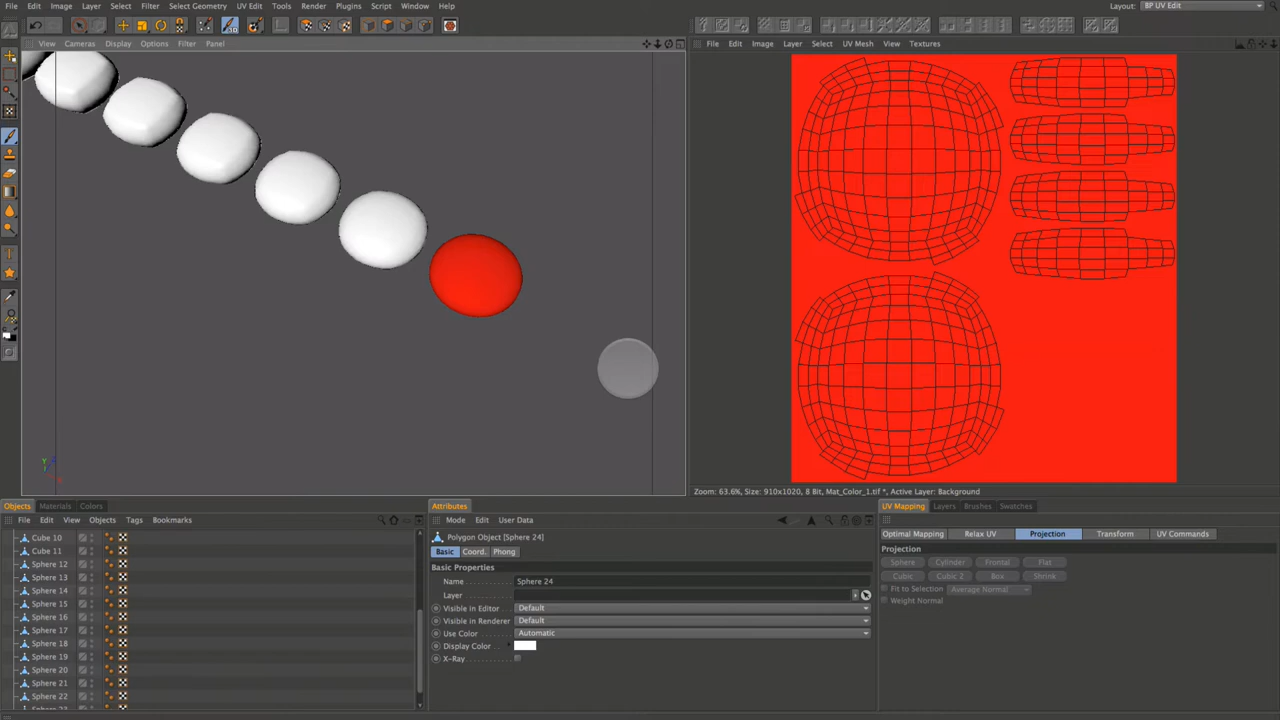 File Edit Image Layer Select Filter Select Geometry UV Edit Tools Render Plugins Script Window Help
Layout: BP UV Edit
View Cameras Display Options Filter Panel
File Edit Image Layer Select UV Mesh View Textures
3D
Y
Zoom: 63.6%, Size: 910x1020, 8 Bit, Mat_Color_1.tif *, Active Layer: Background
Objects Materials Colors
File Edit View Objects Tags Bookmarks
Cube 10
Cube 11
Sphere 12
Sphere 13
Sphere 14
Sphere 15
Sphere 16
Sphere 17
Sphere 18
Sphere 19
Sphere 20
Sphere 21
Sphere 22
Sphere 23
Attributes
Mode Edit User Data
Polygon Object [Sphere 24]
Basic Coord. Phong
Basic Properties
Name Sphere 24
Layer
Visible in Editor Default
Visible in Renderer Default
Use Color Automatic
Display Color
X-Ray
UV Mapping Layers Brushes Swatches
Optimal Mapping Relax UV Projection Transform UV Commands
Projection
Sphere Cylinder Frontal Flat
Cubic Cubic 2 Box Shrink
Fit to Selection Average Normal
Weight Normal